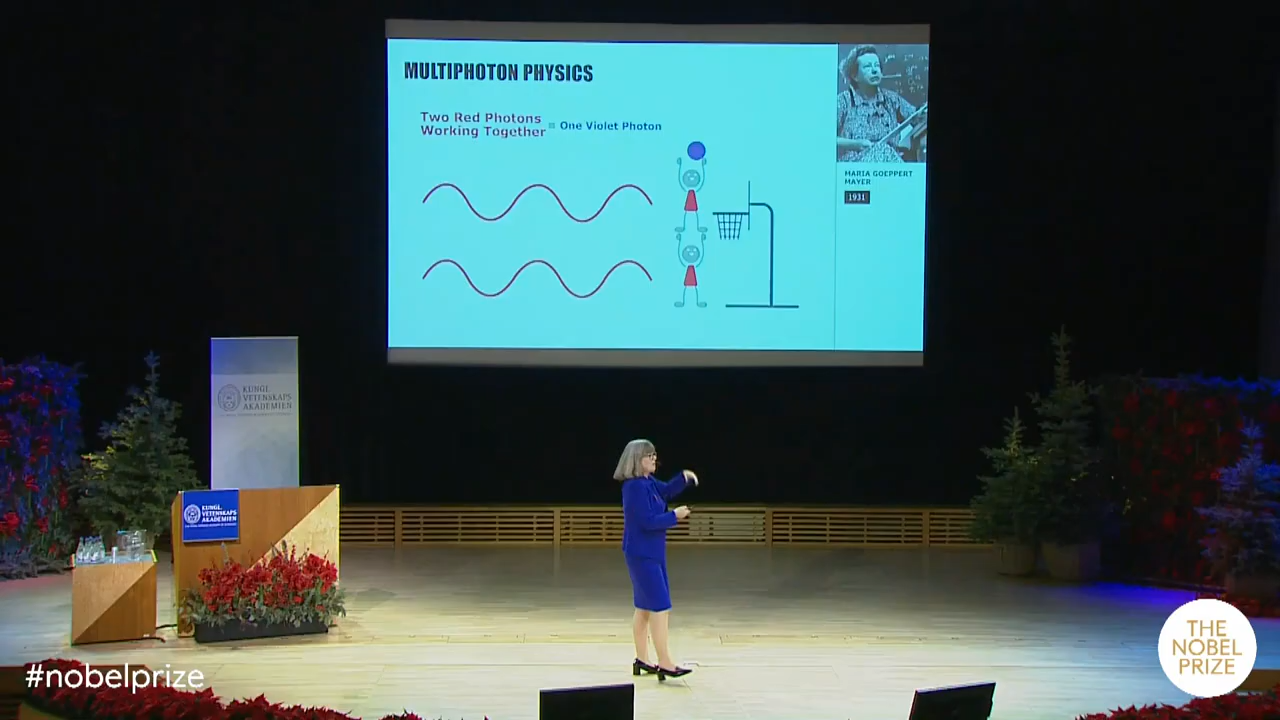 MULTIPHOTON PHYSICS
Two Red Photons
Working Together
= One Violet Photon
MARIA GOEPPERT
MAYER
1931
KUNGL.
VETENSKAPS
AKADEMIEN
KUNGL.
VETENSKAPS
AKADEMIEN
#nobelprize
THE
NOBEL
PRIZE